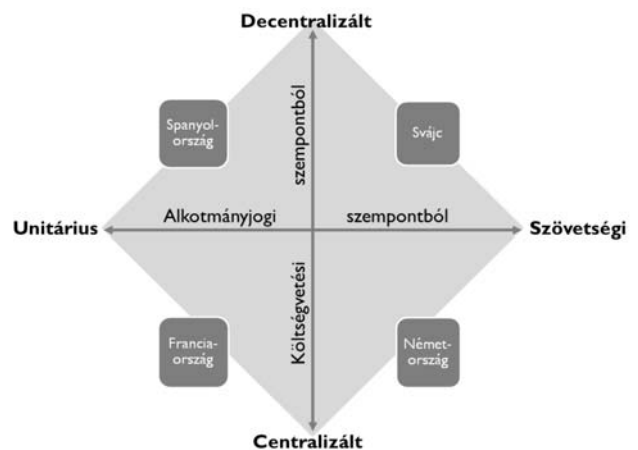 Decentralizált
szempontból
Spanyol-
ország
Svájc
Alkotmányjogi szempontból
Unitárius
Szövetségi
Költségvetési
Francia-
ország
Német-
ország
Centralizált